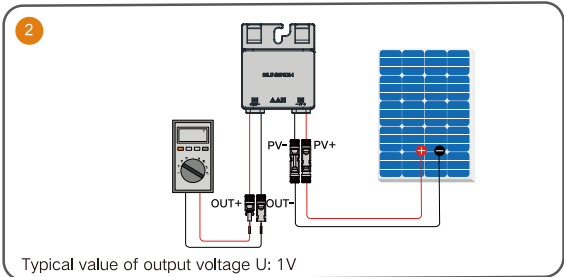 2
PV-
PV+
OUT+
OUT-
Typical value of output voltage U: 1V